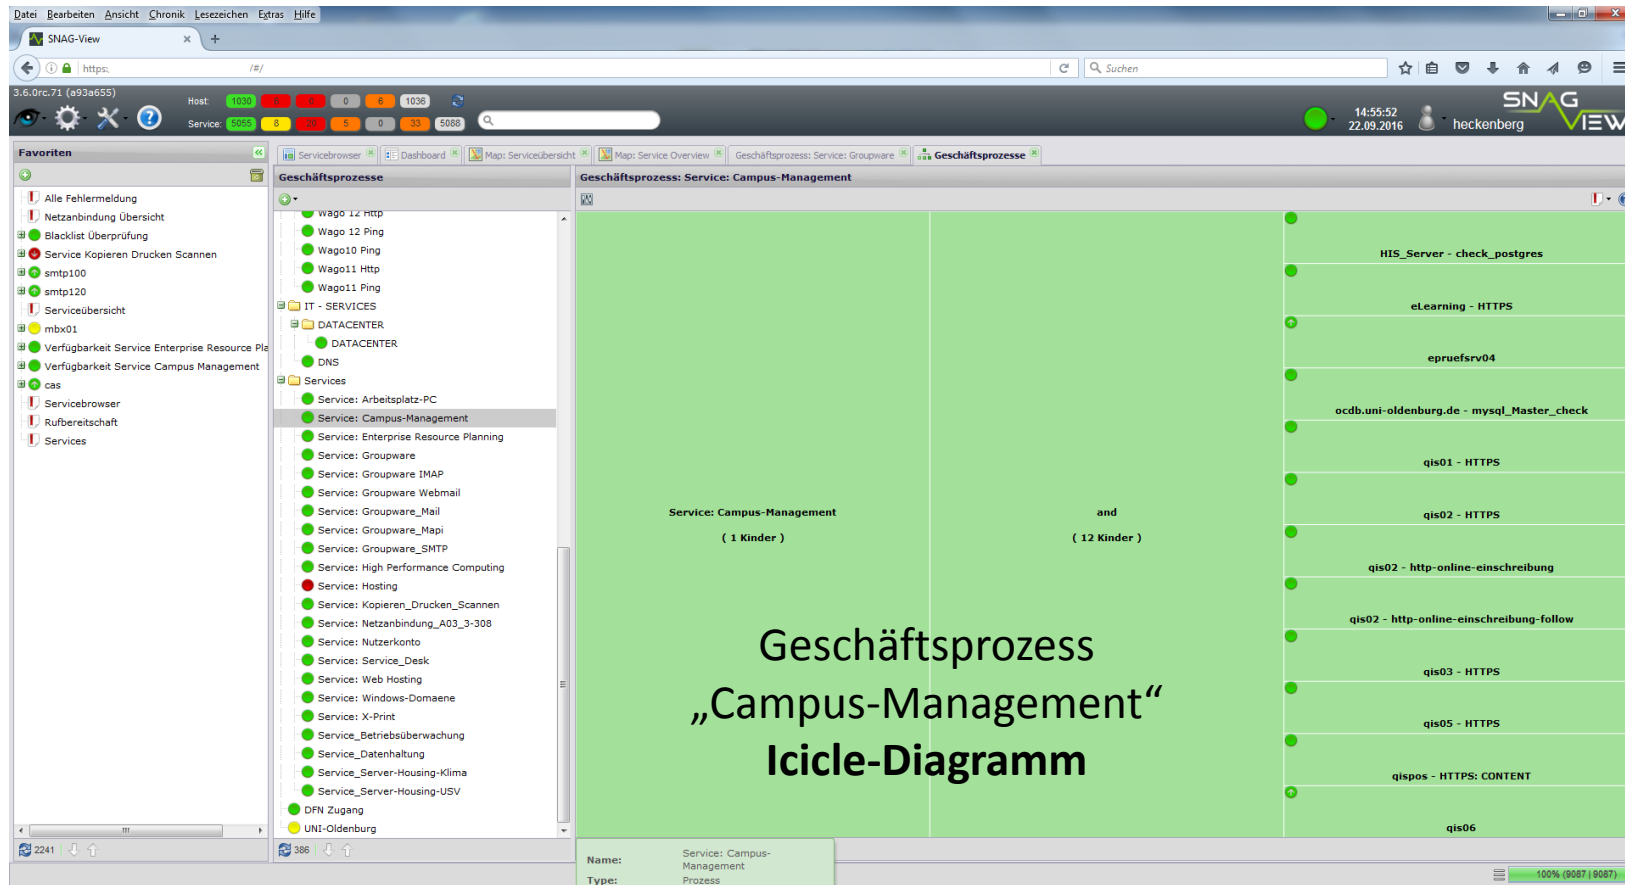 Datei Bearbeiten Ansicht Chronik Lesezeichen Extras Hilfe
SNAG-View
https: /#/
Suchen
3.6.0rc.71 (a93a655)
Host: 1030 6 0 0 6 1036
Service: 5055 8 20 5 0 33 5088
14:55:52
22.09.2016
heckenberg
SNAG
VIEW
Favoriten
Servicebrowser
Dashboard
Map: Serviceübersicht
Map: Service Overview
Geschäftsprozess: Service: Groupware
Geschäftsprozesse
Alle Fehlermeldung
Netzanbindung Übersicht
Blacklist Überprüfung
Service Kopieren Drucken Scannen
smtp100
smtp120
Serviceübersicht
mbx01
Verfügbarkeit Service Enterprise Resource Pla
Verfügbarkeit Service Campus Management
cas
Servicebrowser
Rufbereitschaft
Services
2241
Geschäftsprozesse
Wago 12 Http
Wago 12 Ping
Wago10 Ping
Wago11 Http
Wago11 Ping
IT - SERVICES
DATACENTER
DATACENTER
DNS
Services
Service: Arbeitsplatz-PC
Service: Campus-Management
Service: Enterprise Resource Planning
Service: Groupware
Service: Groupware IMAP
Service: Groupware Webmail
Service: Groupware_Mail
Service: Groupware_Mapi
Service: Groupware_SMTP
Service: High Performance Computing
Service: Hosting
Service: Kopieren_Drucken_Scannen
Service: Netzanbindung_A03_3-308
Service: Nutzerkonto
Service: Service_Desk
Service: Web Hosting
Service: Windows-Domaene
Service: X-Print
Service_Betriebsüberwachung
Service_Datenhaltung
Service_Server-Housing-Klima
Service_Server-Housing-USV
DFN Zugang
UNI-Oldenburg
386
Geschäftsprozess: Service: Campus-Management
Service: Campus-Management
( 1 Kinder )
and
( 12 Kinder )
HIS_Server - check_postgres
eLearning - HTTPS
epruefsrv04
ocdb.uni-oldenburg.de - mysql_Master_check
qis01 - HTTPS
qis02 - HTTPS
qis02 - http-online-einschreibung
qis02 - http-online-einschreibung-follow
qis03 - HTTPS
qis05 - HTTPS
qispos - HTTPS: CONTENT
qis06
Geschäftsprozess
„Campus-Management“
Icicle-Diagramm
Name: Service: Campus-
Management
Type: Prozess
100% (9087 | 9087)